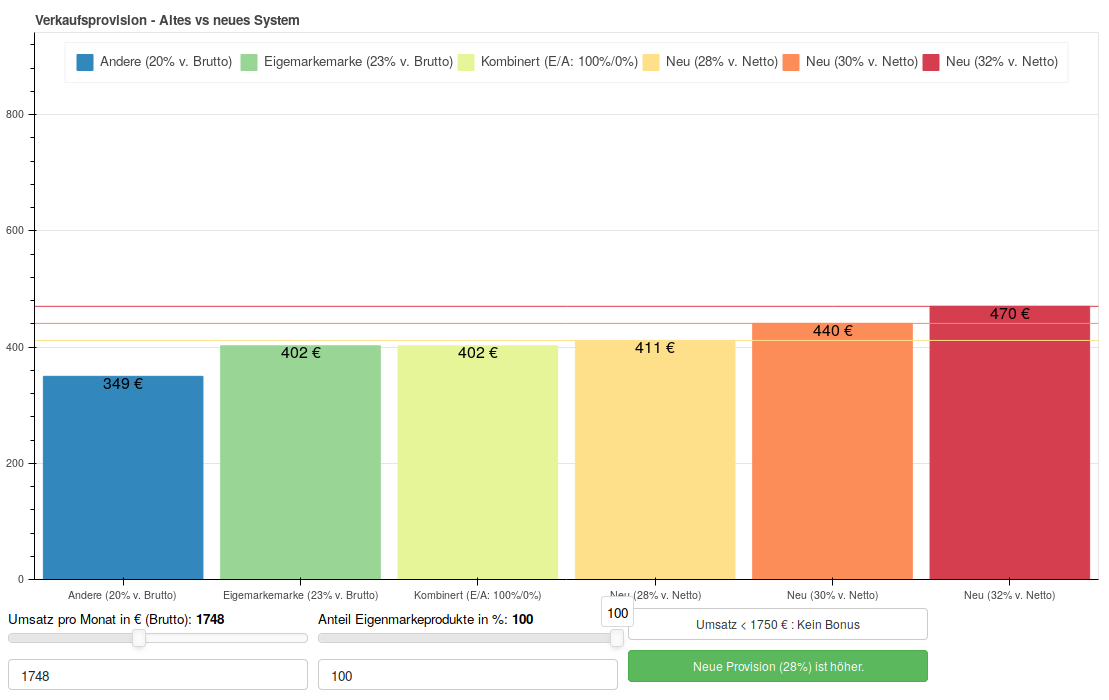 Verkaufsprovision - Altes vs neues System
Andere (20% v. Brutto) Eigemarkemarke (23% v. Brutto) Kombinert (E/A: 100%/0%) Neu (28% v. Netto) Neu (30% v. Netto) Neu (32% v. Netto)
800
600
400
200
0
349 € 402 € 402 € 411 € 440 € 470 €
Andere (20% v. Brutto) Eigemarkemarke (23% v. Brutto) Kombinert (E/A: 100%/0%) Neu (28% v. Netto) Neu (30% v. Netto) Neu (32% v. Netto)
Umsatz pro Monat in € (Brutto): 1748
Anteil Eigenmarkeprodukte in %: 100
100
Umsatz < 1750 € : Kein Bonus
1748
100
Neue Provision (28%) ist höher.